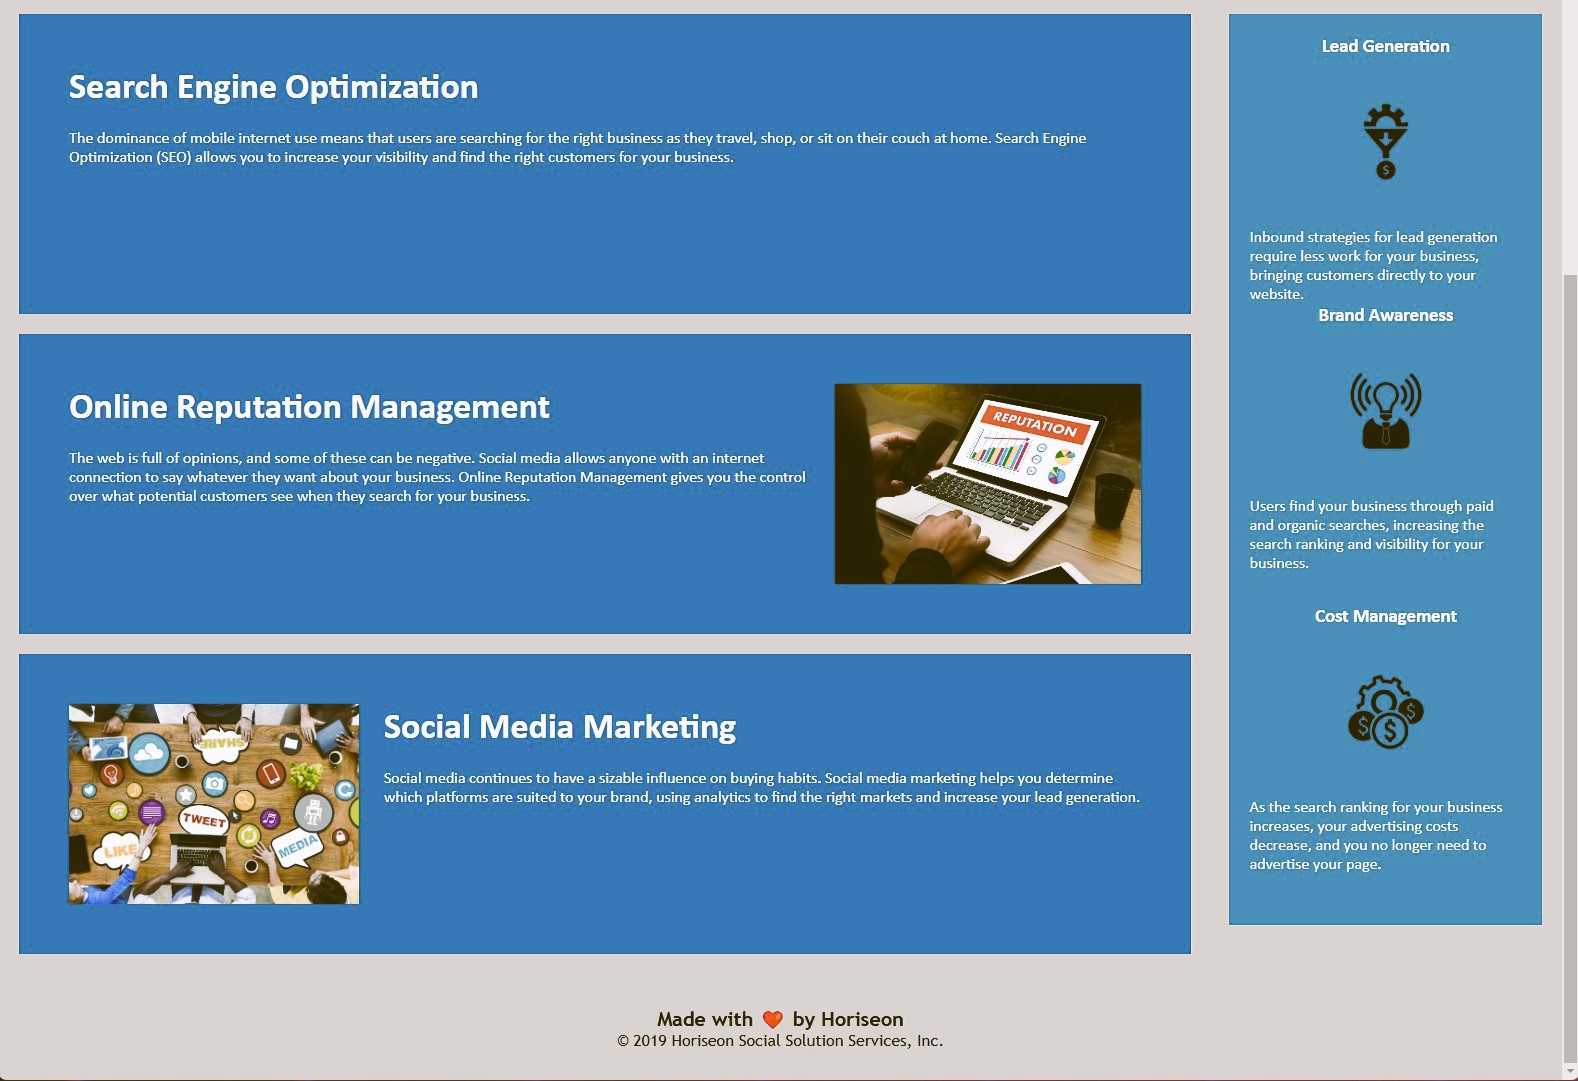 Search Engine Optimization
The dominance of mobile internet use means that users are searching for the right business as they travel, shop, or sit on their couch at home. Search Engine
Optimization (SEO) allows you to increase your visibility and find the right customers for your business.
Online Reputation Management
The web is full of opinions, and some of these can be negative. Social media allows anyone with an internet
connection to say whatever they want about your business. Online Reputation Management gives you the control
over what potential customers see when they search for your business.
REPUTATION
Social Media Marketing
Social media continues to have a sizable influence on buying habits. Social media marketing helps you determine
which platforms are suited to your brand, using analytics to find the right markets and increase your lead generation.
SHARE
TWEET
LIKE
MEDIA
Lead Generation
$
Inbound strategies for lead generation
require less work for your business,
bringing customers directly to your
website.
Brand Awareness
Users find your business through paid
and organic searches, increasing the
search ranking and visibility for your
business.
Cost Management
$ $ $
As the search ranking for your business
increases, your advertising costs
decrease, and you no longer need to
advertise your page.
Made with ❤️ by Horiseon
© 2019 Horiseon Social Solution Services, Inc.